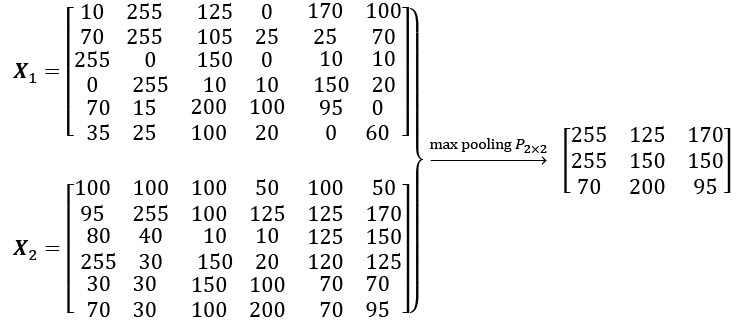 10 255 125 0 170 100
70 255 105 25 25 70
255 0 150 0 10 10
X₁ =
0 255 10 10 150 20
70 15 200 100 95 0
35 25 100 20 0 60
max pooling P₂ₓ₂
255 125 170
255 150 150
70 200 95
100 100 100 50 100 50
95 255 100 125 125 170
80 40 10 10 125 150
X₂ =
255 30 150 20 120 125
30 30 150 100 70 70
70 30 100 200 70 95